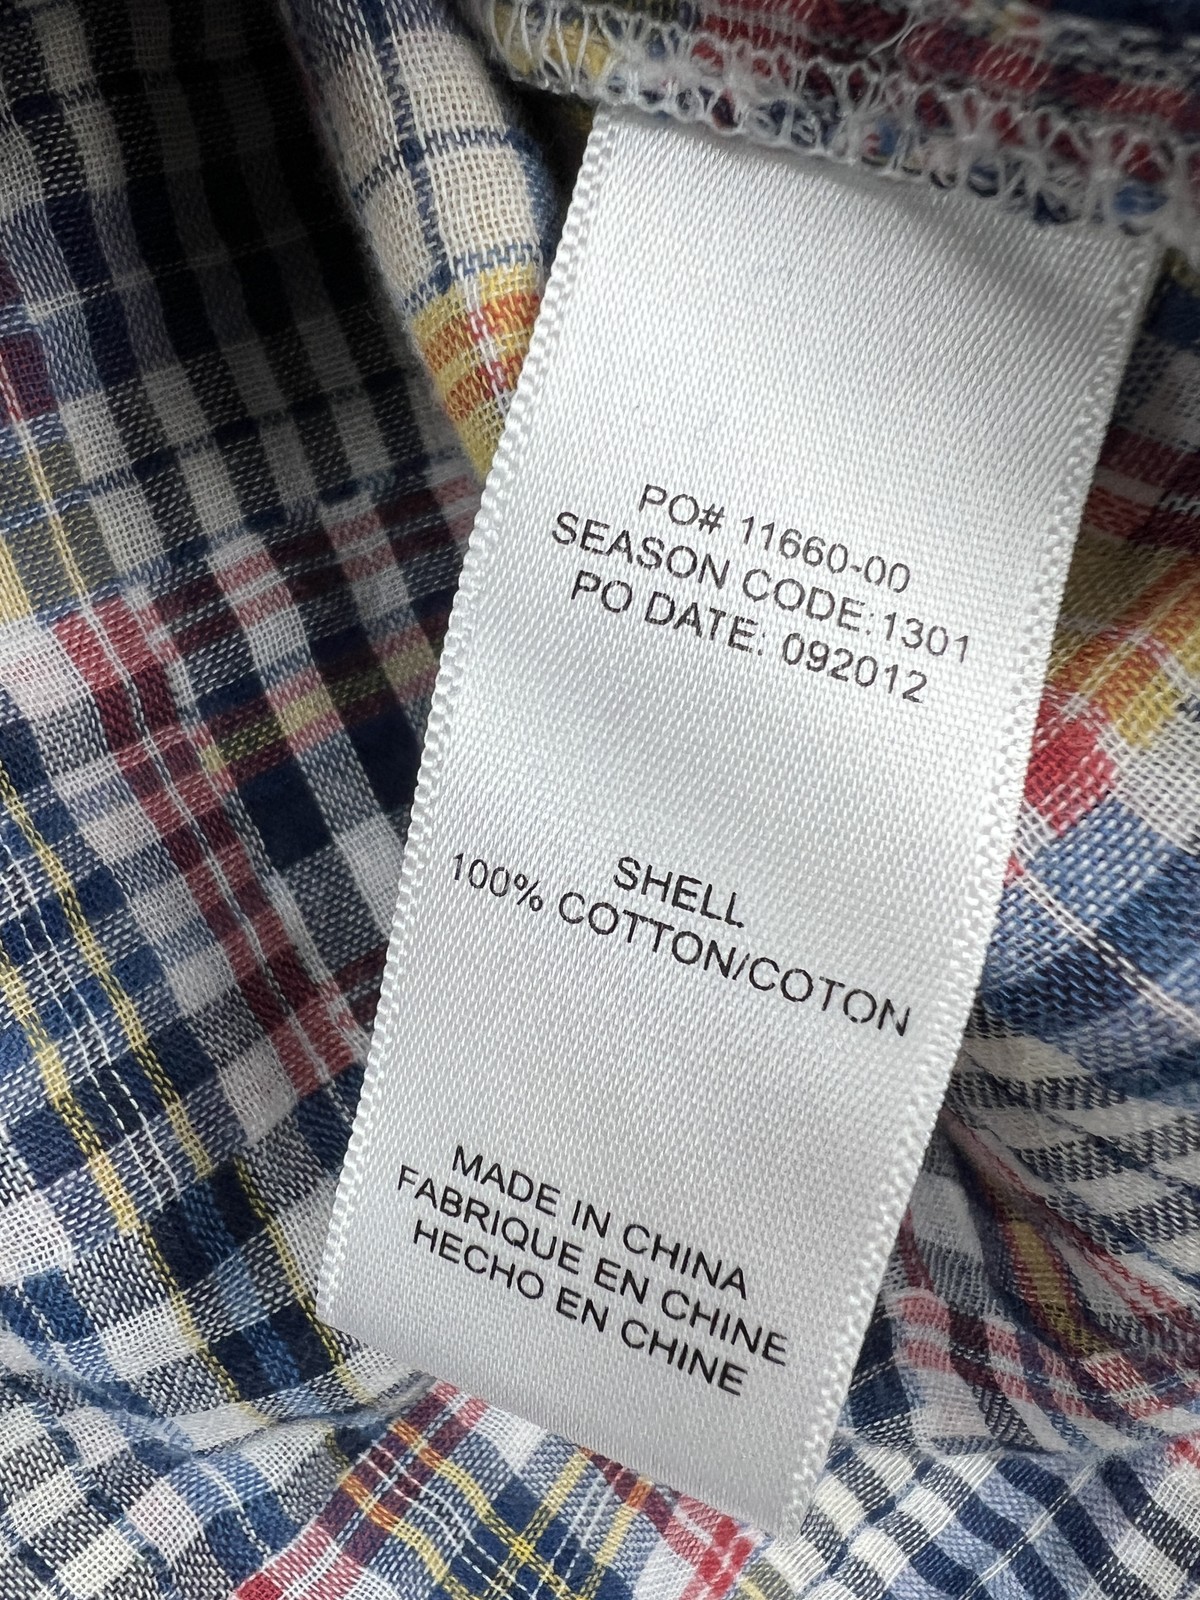 PO# 11660-00
SEASON CODE:1301
PO DATE: 092012
SHELL
100% COTTON/COTON
MADE IN CHINA
FABRIQUE EN CHINE
HECHO EN CHINE